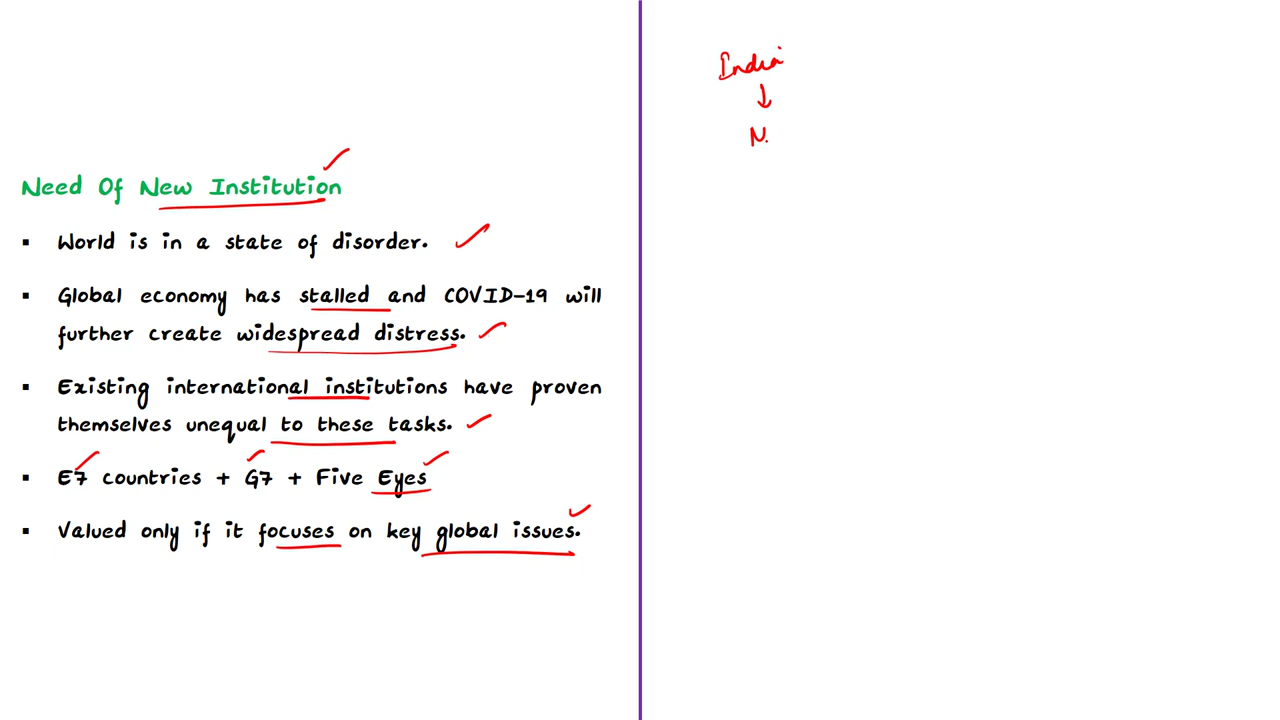 Need Of New Institution
▪ World is in a state of disorder.
▪ Global economy has stalled and COVID-19 will
further create widespread distress.
▪ Existing international institutions have proven
themselves unequal to these tasks.
▪ E7 countries + G7 + Five Eyes
▪ Valued only if it focuses on key global issues.
India
↓
N.